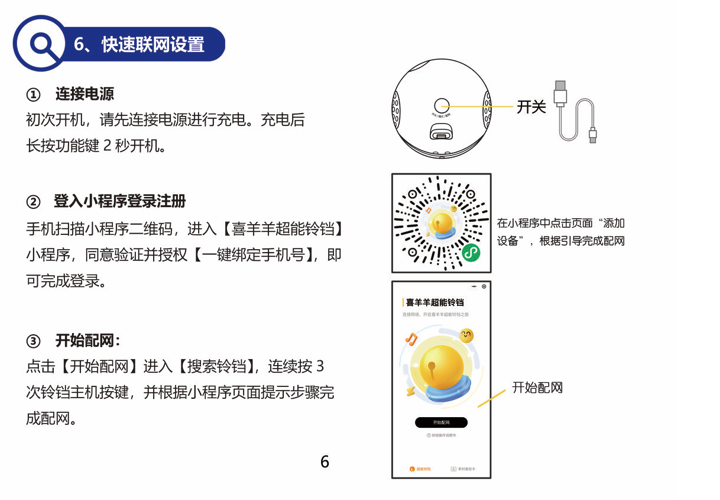 6、快速联网设置
① 连接电源
初次开机，请先连接电源进行充电。充电后
长按功能键 2 秒开机。
② 登入小程序登录注册
手机扫描小程序二维码，进入【喜羊羊超能铃铛】
小程序，同意验证并授权【一键绑定手机号】，即
可完成登录。
③ 开始配网：
点击【开始配网】进入【搜索铃铛】，连续按 3
次铃铛主机按键，并根据小程序页面提示步骤完
成配网。
开关
在小程序中点击页面“添加
设备”，根据引导完成配网
喜羊羊超能铃铛
开始配网
开始配网
6